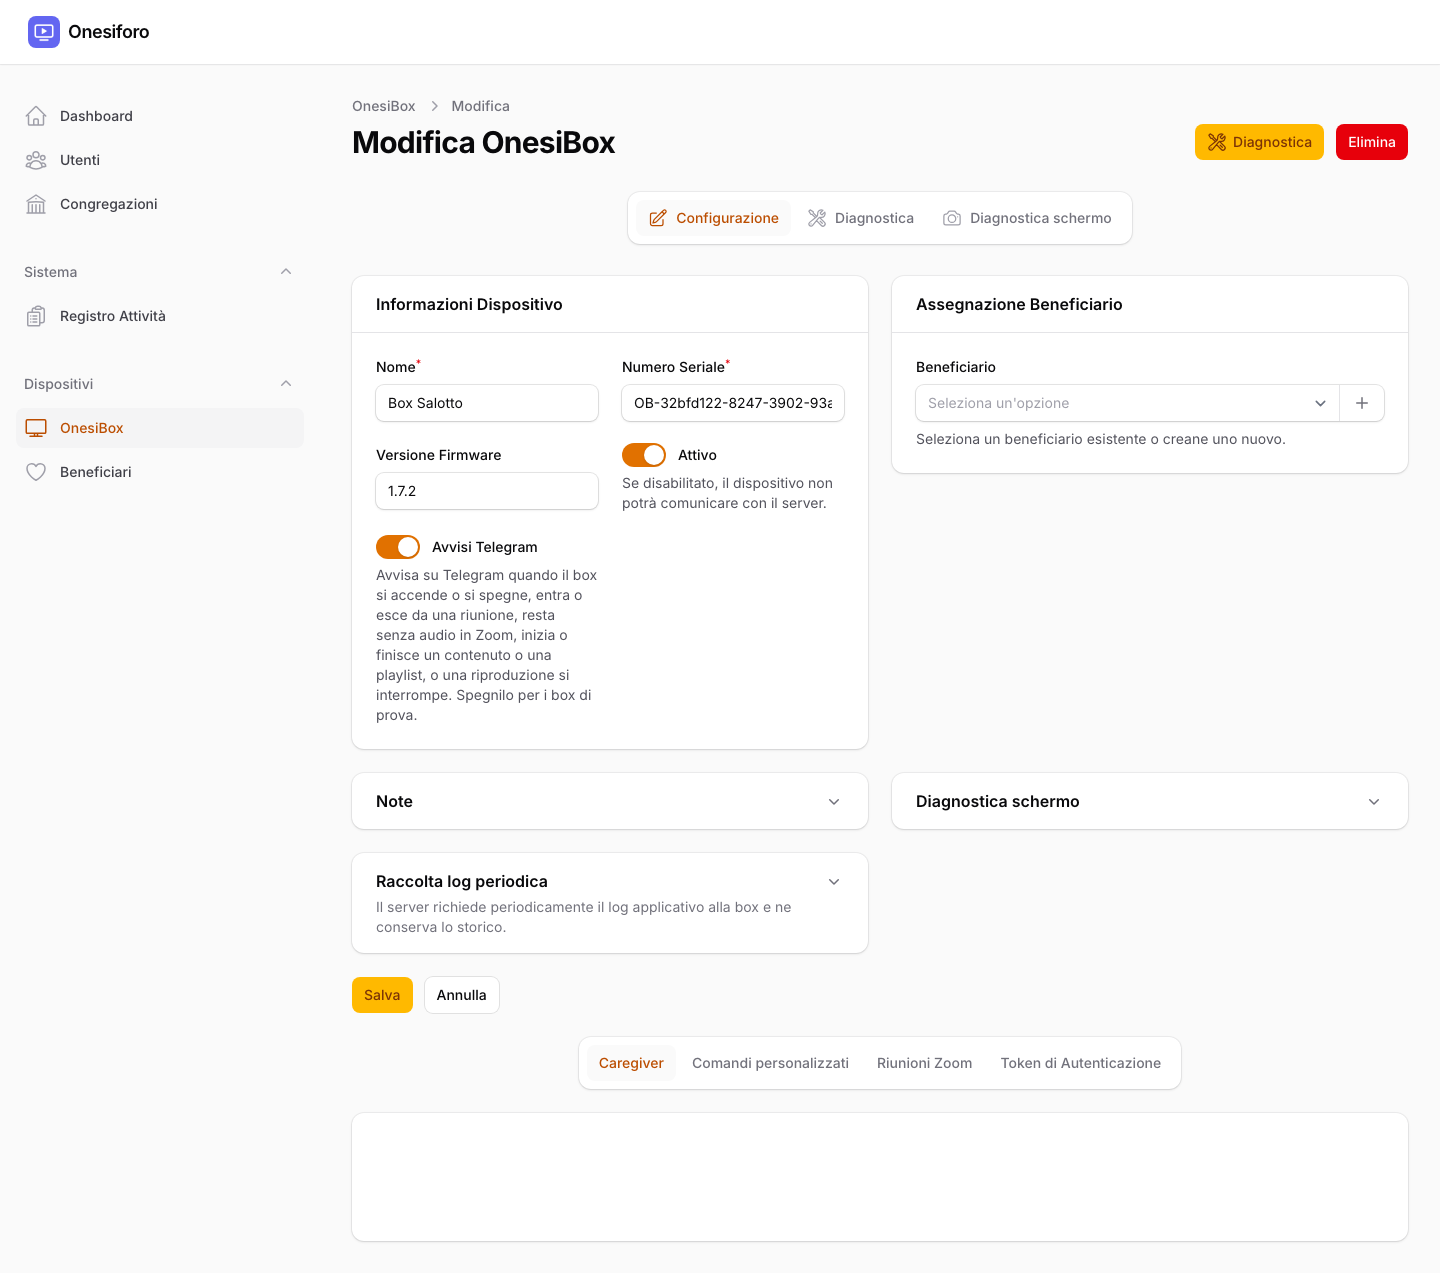 Onesiforo
Dashboard
Utenti
Congregazioni
Sistema
Registro Attività
Dispositivi
OnesiBox
Beneficiari
OnesiBox > Modifica
Modifica OnesiBox
Diagnostica
Elimina
Configurazione
Diagnostica
Diagnostica schermo
Informazioni Dispositivo
Nome*
Box Salotto
Numero Seriale*
OB-32bfd122-8247-3902-93a
Versione Firmware
1.7.2
Attivo
Se disabilitato, il dispositivo non
potrà comunicare con il server.
Avvisi Telegram
Avvisa su Telegram quando il box
si accende o si spegne, entra o
esce da una riunione, resta
senza audio in Zoom, inizia o
finisce un contenuto o una
playlist, o una riproduzione si
interrompe. Spegnilo per i box di
prova.
Assegnazione Beneficiario
Beneficiario
Seleziona un'opzione
Seleziona un beneficiario esistente o creane uno nuovo.
Note
Diagnostica schermo
Raccolta log periodica
Il server richiede periodicamente il log applicativo alla box e ne
conserva lo storico.
Salva
Annulla
Caregiver
Comandi personalizzati
Riunioni Zoom
Token di Autenticazione